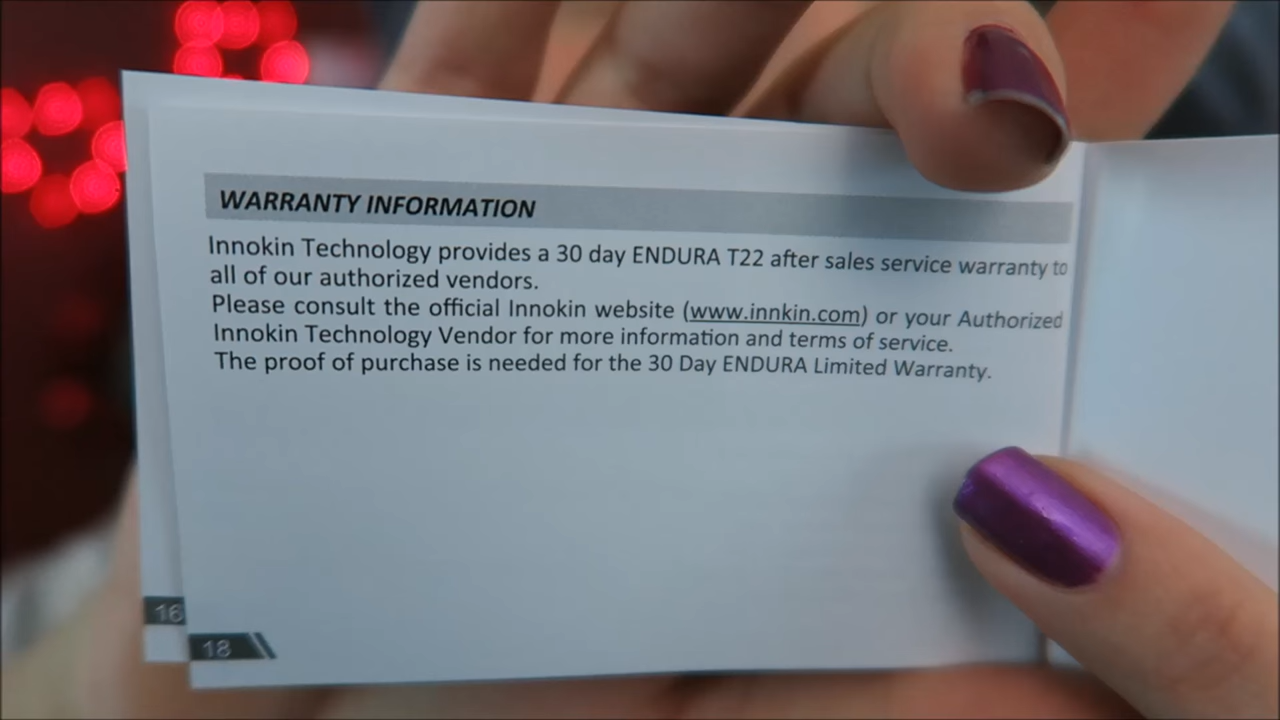 WARRANTY INFORMATION
Innokin Technology provides a 30 day ENDURA T22 after sales service warranty to
all of our authorized vendors.
Please consult the official Innokin website (www.innkin.com) or your Authorized
Innokin Technology Vendor for more information and terms of service.
The proof of purchase is needed for the 30 Day ENDURA Limited Warranty.
16
18